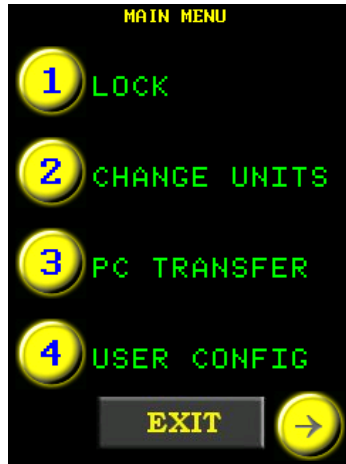 MAIN MENU
1 LOCK
2 CHANGE UNITS
3 PC TRANSFER
4 USER CONFIG
EXIT →